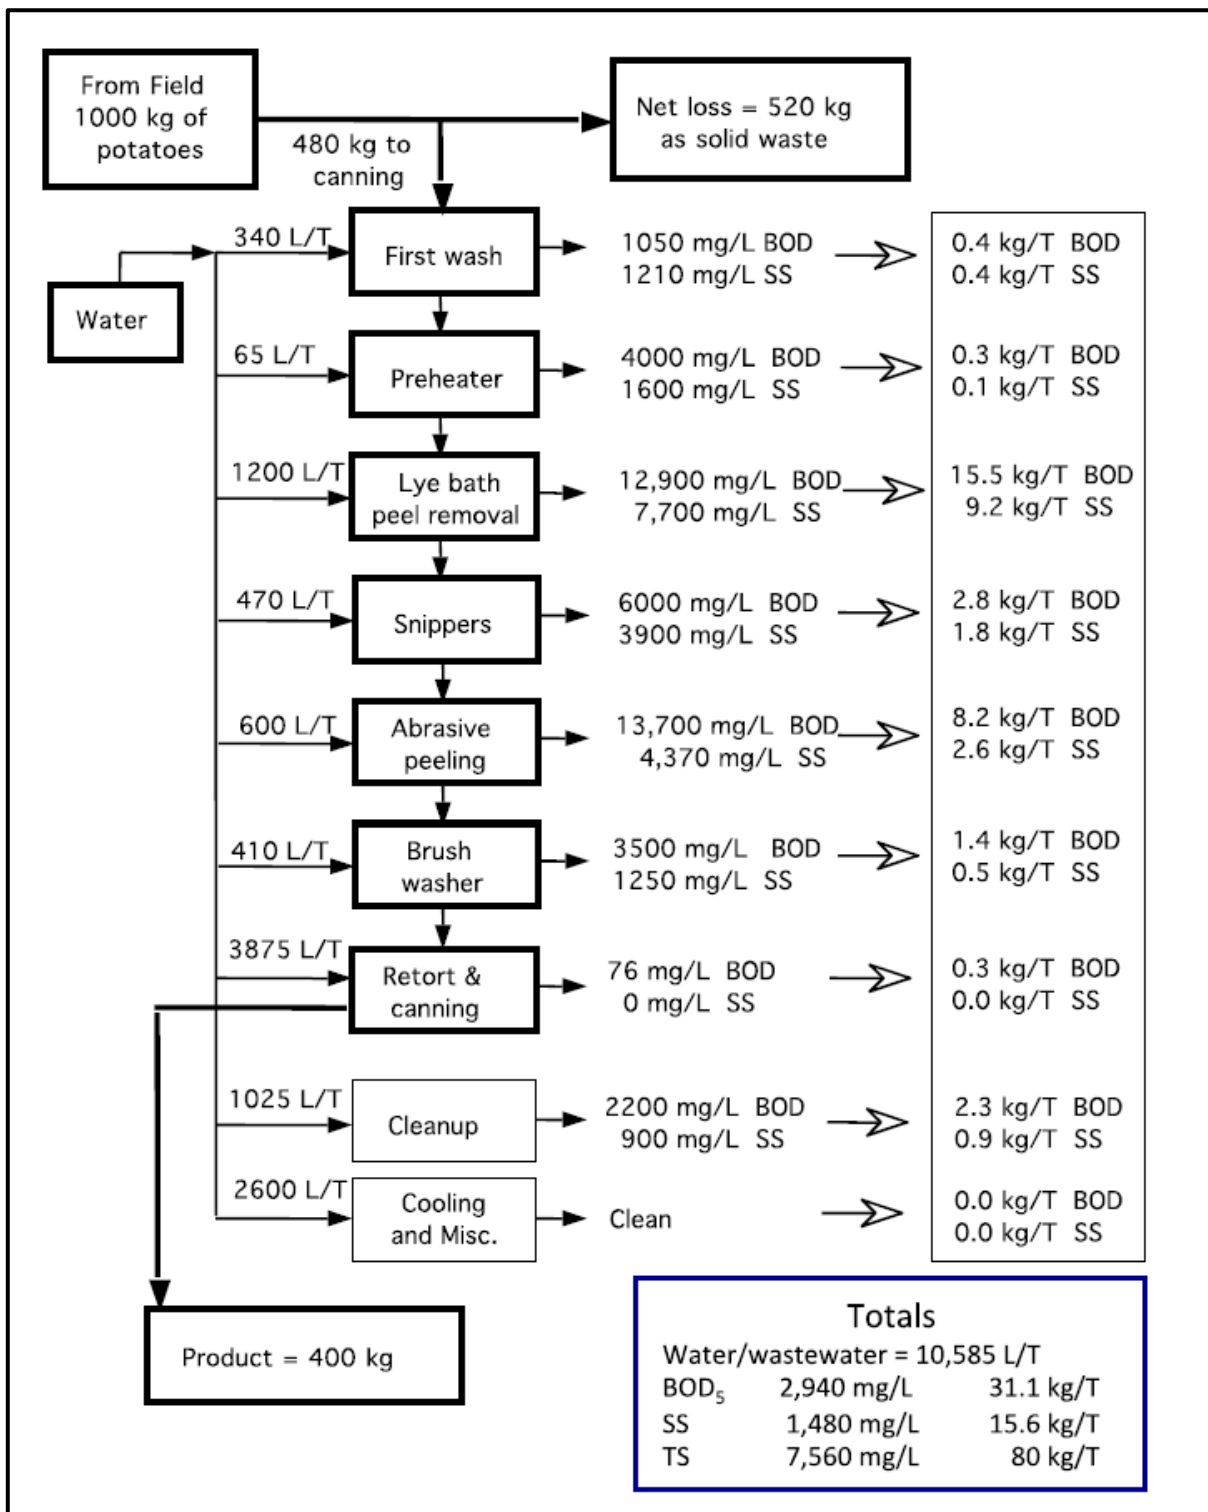 From Field
1000 kg of
potatoes
Net loss = 520 kg
as solid waste
480 kg to
canning
Water
340 L/T
First wash
1050 mg/L BOD
1210 mg/L SS
0.4 kg/T BOD
0.4 kg/T SS
65 L/T
Preheater
4000 mg/L BOD
1600 mg/L SS
0.3 kg/T BOD
0.1 kg/T SS
1200 L/T
Lye bath
peel removal
12,900 mg/L BOD
7,700 mg/L SS
15.5 kg/T BOD
9.2 kg/T SS
470 L/T
Snippers
6000 mg/L BOD
3900 mg/L SS
2.8 kg/T BOD
1.8 kg/T SS
600 L/T
Abrasive
peeling
13,700 mg/L BOD
4,370 mg/L SS
8.2 kg/T BOD
2.6 kg/T SS
410 L/T
Brush
washer
3500 mg/L BOD
1250 mg/L SS
1.4 kg/T BOD
0.5 kg/T SS
3875 L/T
Retort &
canning
76 mg/L BOD
0 mg/L SS
0.3 kg/T BOD
0.0 kg/T SS
1025 L/T
Cleanup
2200 mg/L BOD
900 mg/L SS
2.3 kg/T BOD
0.9 kg/T SS
2600 L/T
Cooling
and Misc.
Clean
0.0 kg/T BOD
0.0 kg/T SS
Product = 400 kg
Totals
Water/wastewater = 10,585 L/T
BOD5 2,940 mg/L 31.1 kg/T
SS 1,480 mg/L 15.6 kg/T
TS 7,560 mg/L 80 kg/T